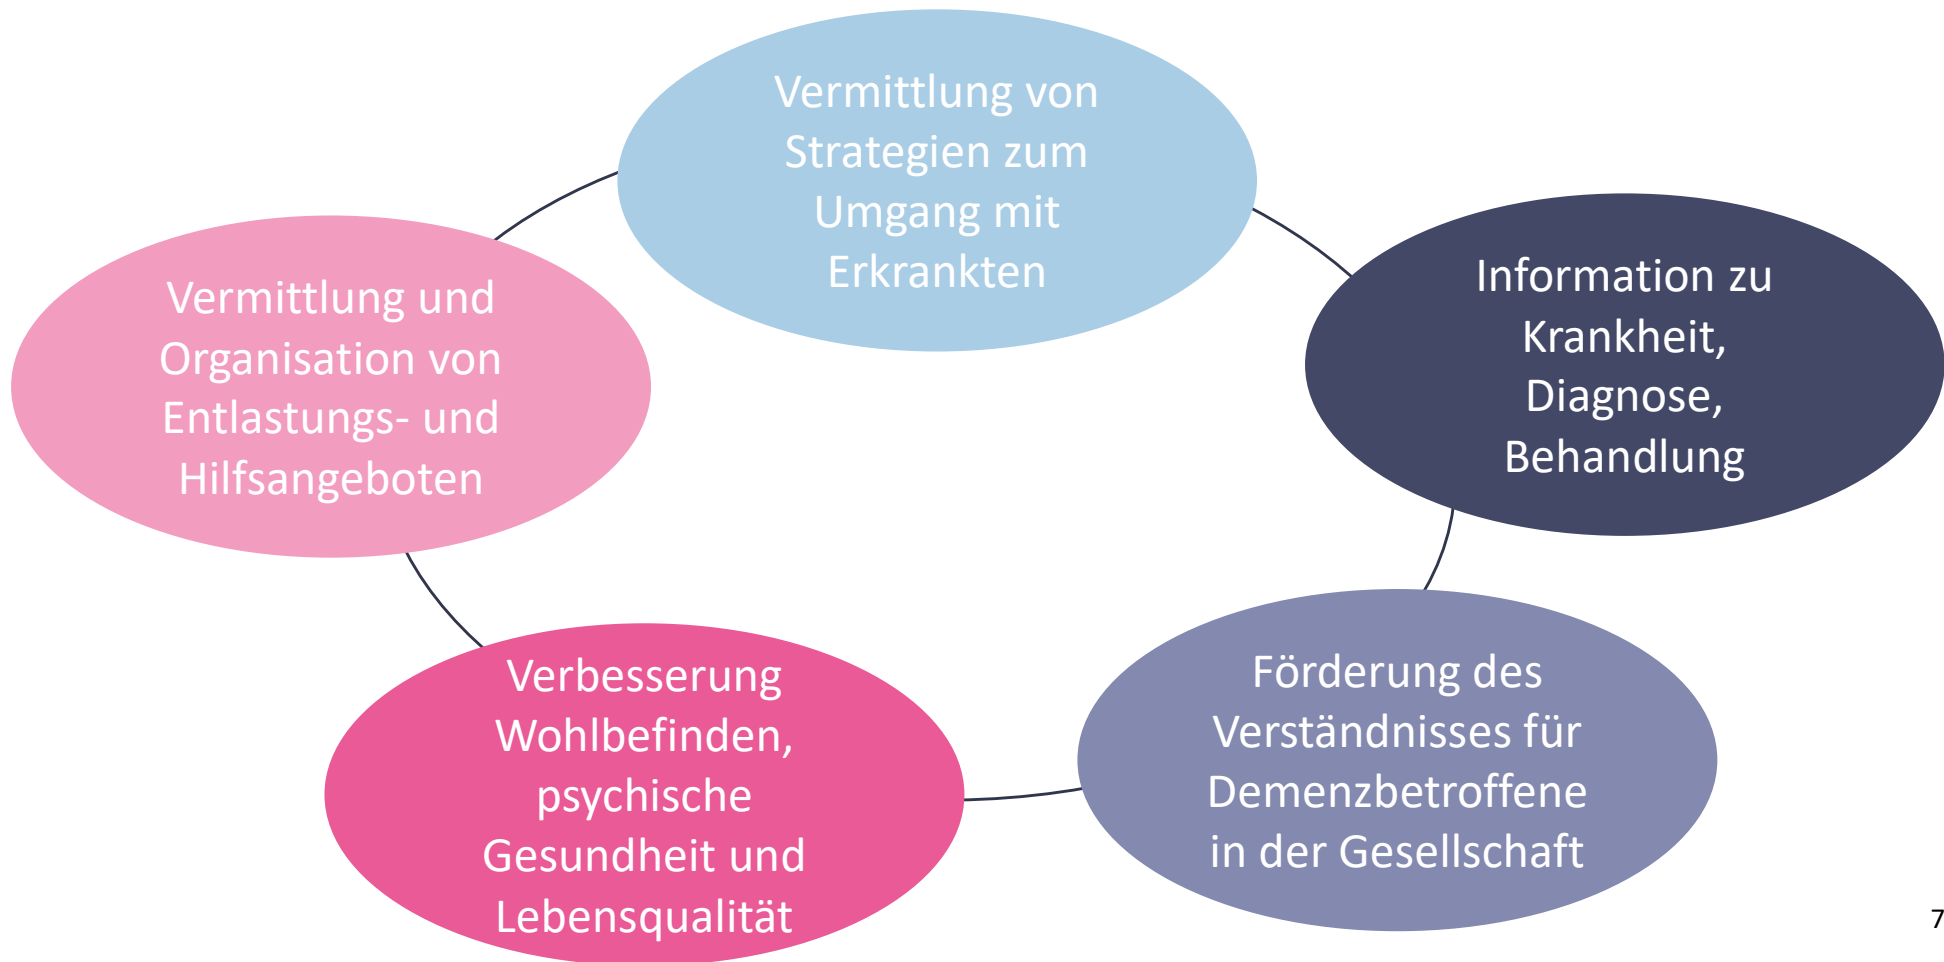 Vermittlung von
Strategien zum
Umgang mit
Erkrankten
Information zu
Krankheit,
Diagnose,
Behandlung
Förderung des
Verständnisses für
Demenzbetroffene
in der Gesellschaft
Verbesserung
Wohlbefinden,
psychische
Gesundheit und
Lebensqualität
Vermittlung und
Organisation von
Entlastungs- und
Hilfsangeboten
7